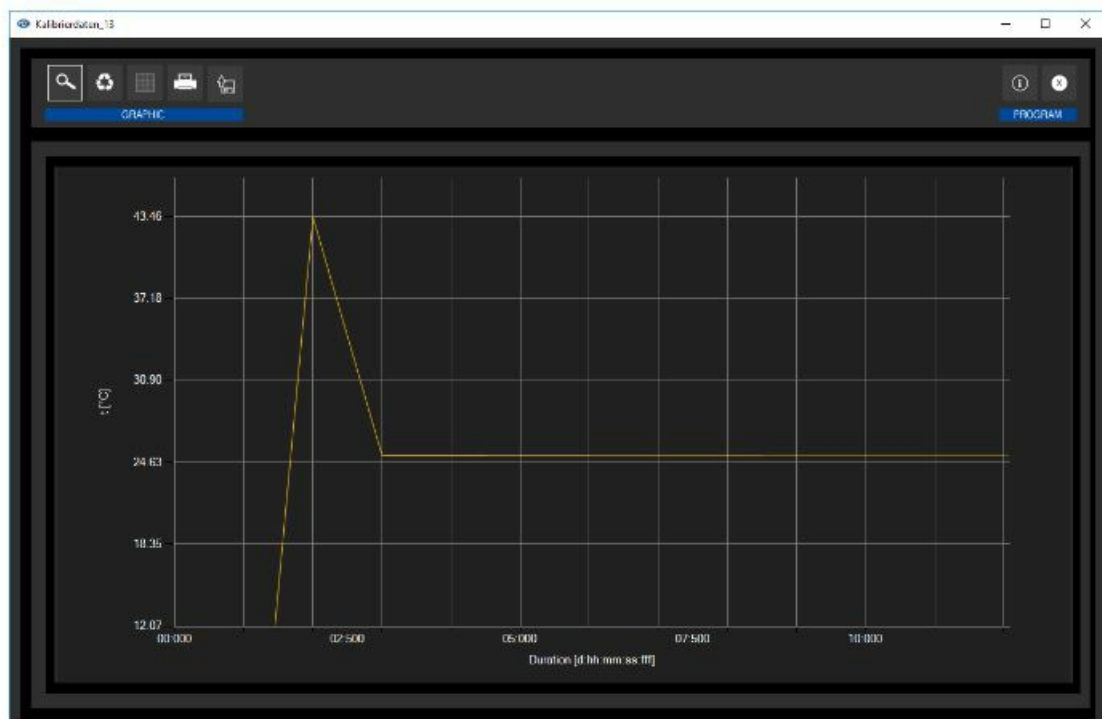 Kalibrierdaten_13
GRAPHIC
PROGRAM
43.46
37.18
30.90
t [°C]
24.63
18.35
12.07
00:000 02:500 05:000 07:500 10:000
Duration [d:hh:mm:ss:fff]